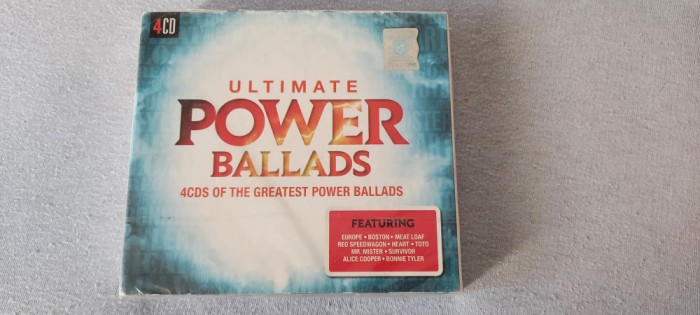 4CD
ULTIMATE
POWER
BALLADS
4CDS OF THE GREATEST POWER BALLADS
FEATURING
EUROPE • BOSTON • MEAT LOAF
REO SPEEDWAGON • HEART • TOTO
MR. MISTER • SURVIVOR
ALICE COOPER • BONNIE TYLER